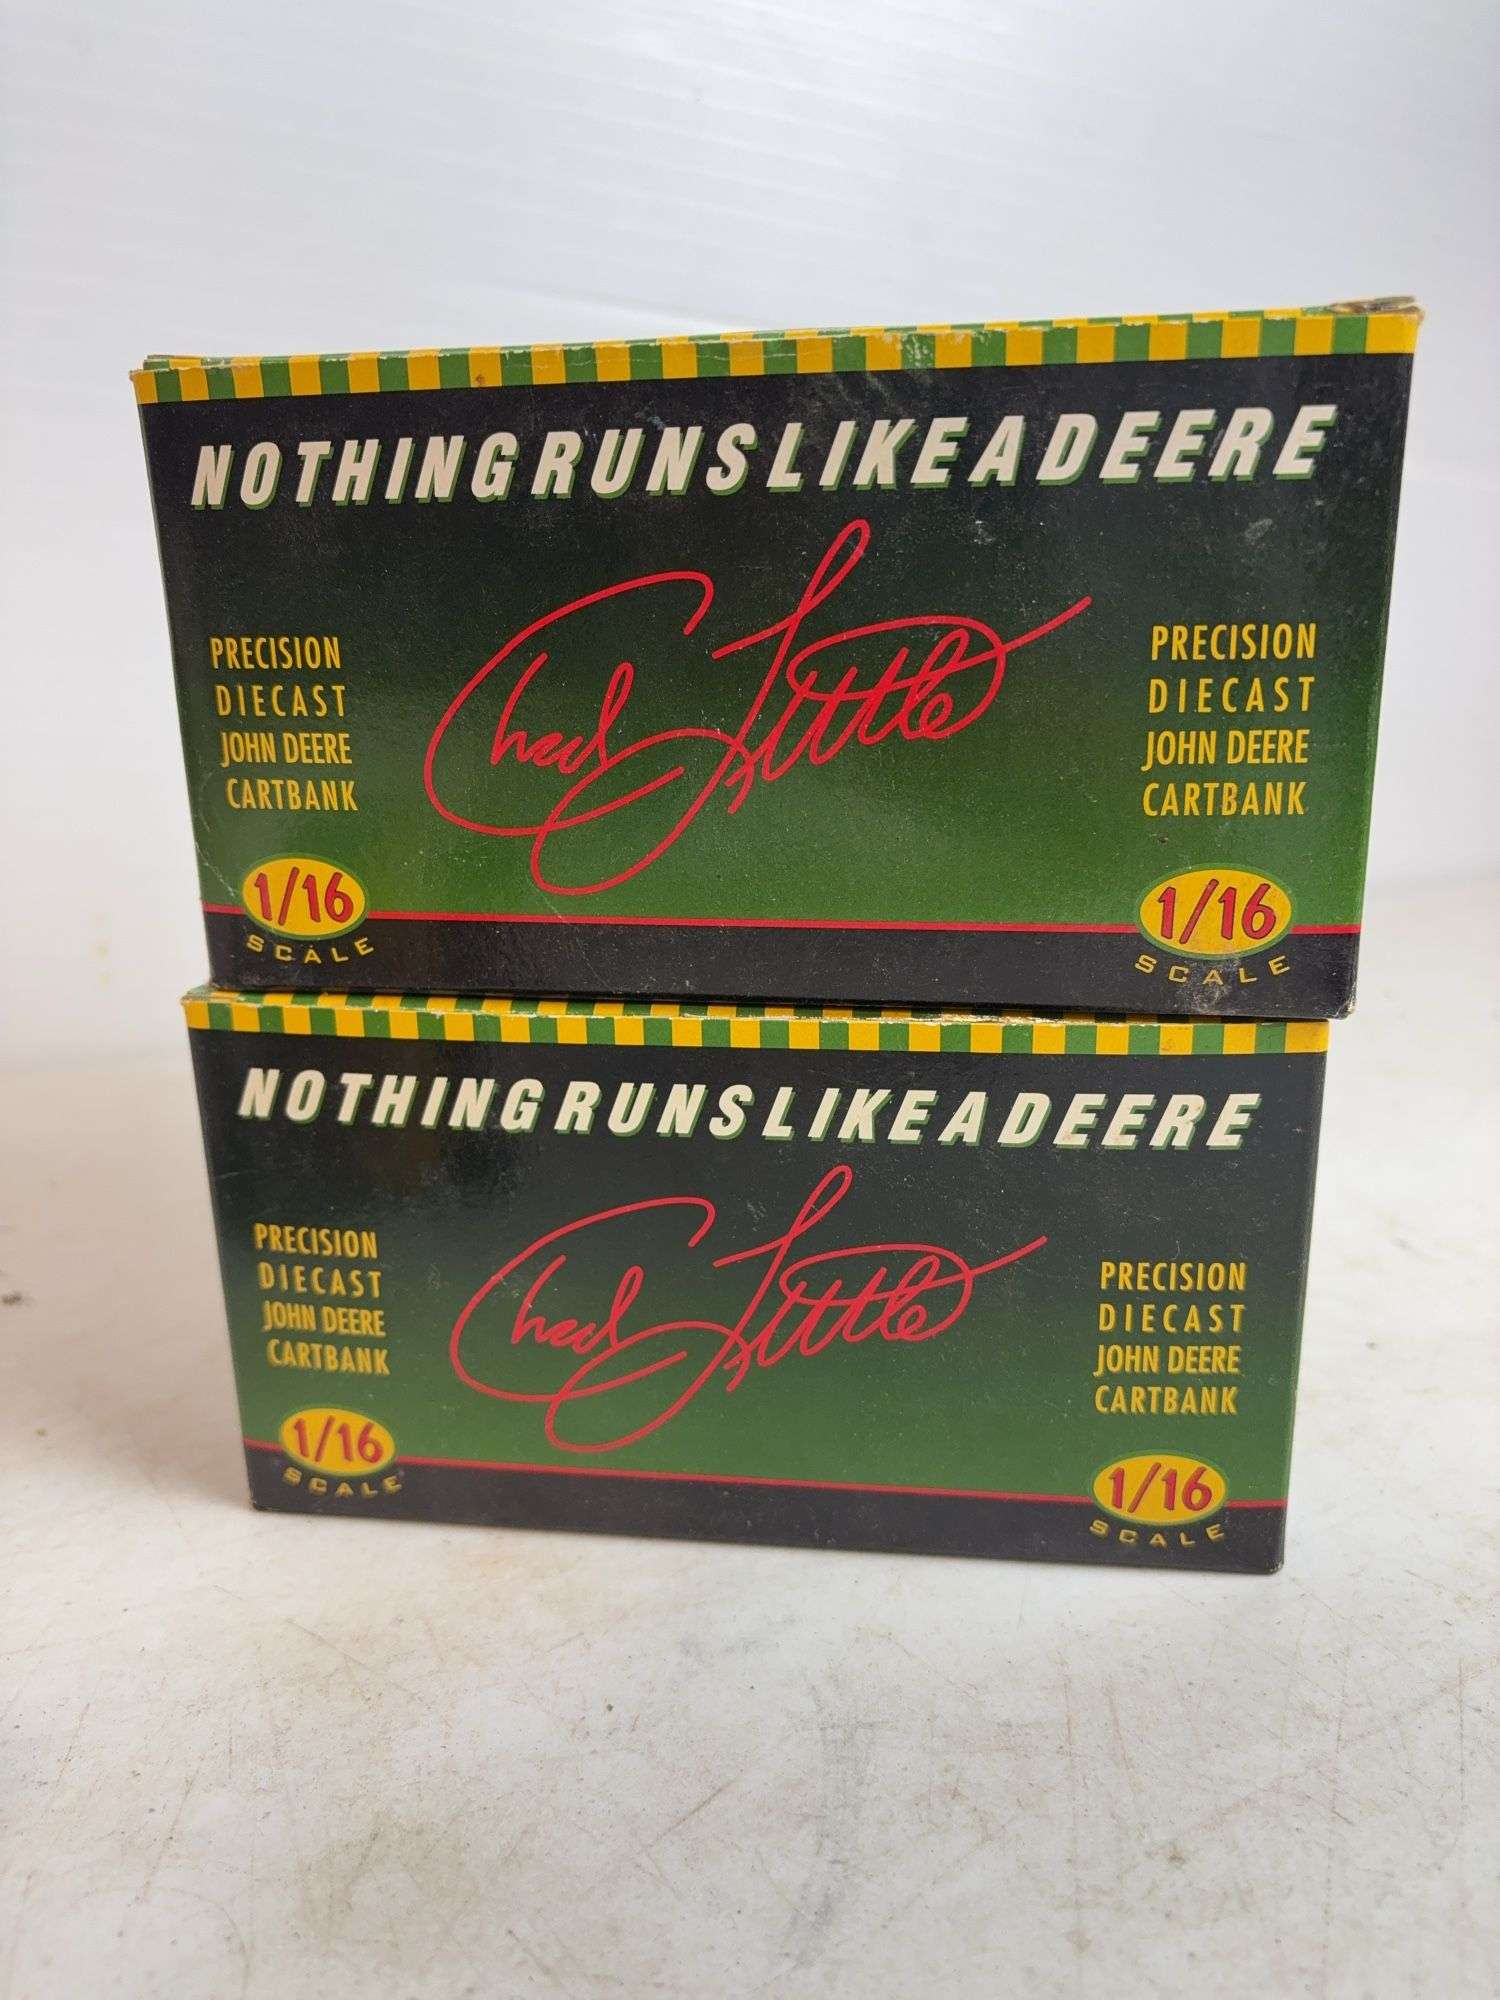 NOTHING RUNS LIKE A DEERE
Chad Little
PRECISION
DIECAST
JOHN DEERE
CARTBANK
1/16
SCALE
PRECISION
DIECAST
JOHN DEERE
CARTBANK
1/16
SCALE
NOTHING RUNS LIKE A DEERE
Chad Little
PRECISION
DIECAST
JOHN DEERE
CARTBANK
1/16
SCALE
PRECISION
DIECAST
JOHN DEERE
CARTBANK
1/16
SCALE